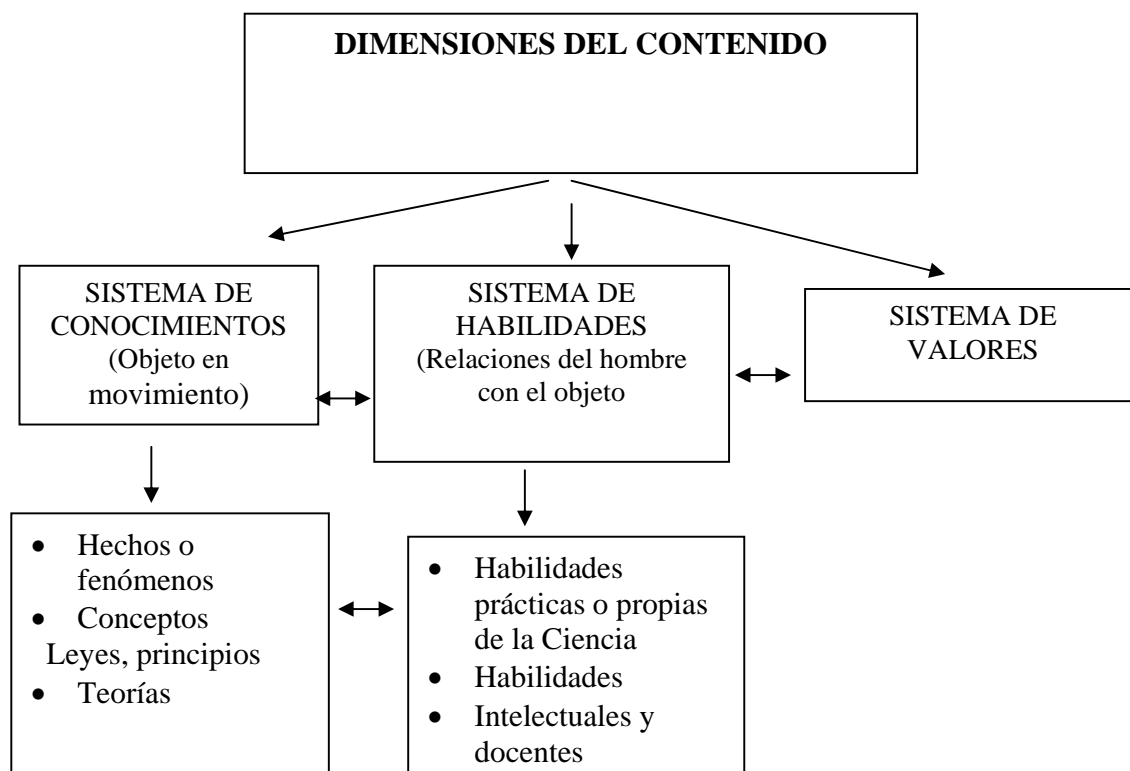 DIMENSIONES DEL CONTENIDO
SISTEMA DE
CONOCIMIENTOS
(Objeto en
movimiento)
SISTEMA DE
HABILIDADES
(Relaciones del hombre
con el objeto
SISTEMA DE
VALORES
• Hechos o
fenómenos
• Conceptos
Leyes, principios
• Teorías
• Habilidades
prácticas o propias
de la Ciencia
• Habilidades
• Intelectuales y
docentes